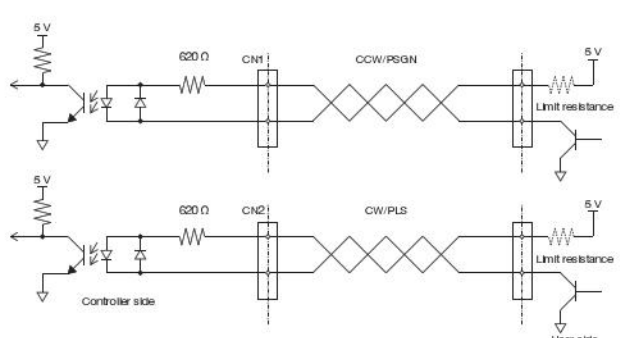 5 V
620 Ω
CN1
CCW/PSGN
5 V
Limit resistance
5 V
620 Ω
CN2
CW/PLS
5 V
Limit resistance
Controller side